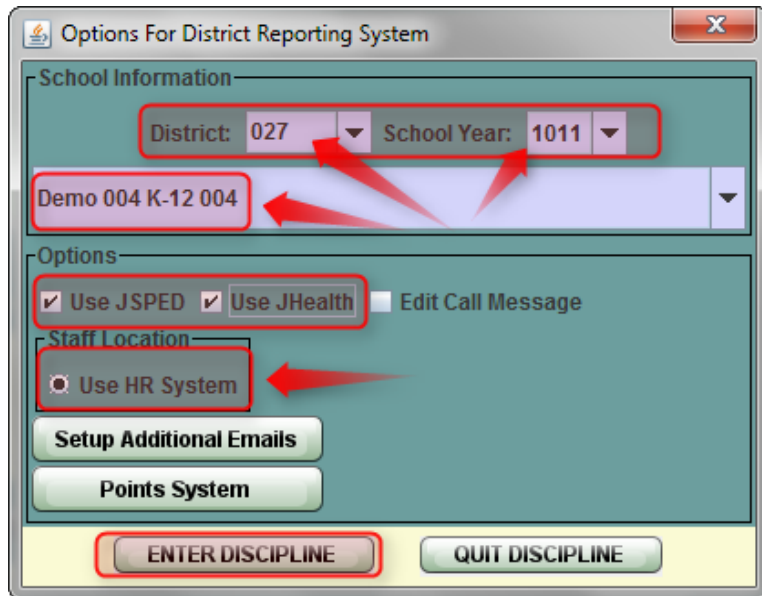 Options For District Reporting System
School Information
District: 027 School Year: 1011
Demo 004 K-12 004
Options
Use JSPED Use JHealth Edit Call Message
Staff Location
Use HR System
Setup Additional Emails
Points System
ENTER DISCIPLINE QUIT DISCIPLINE